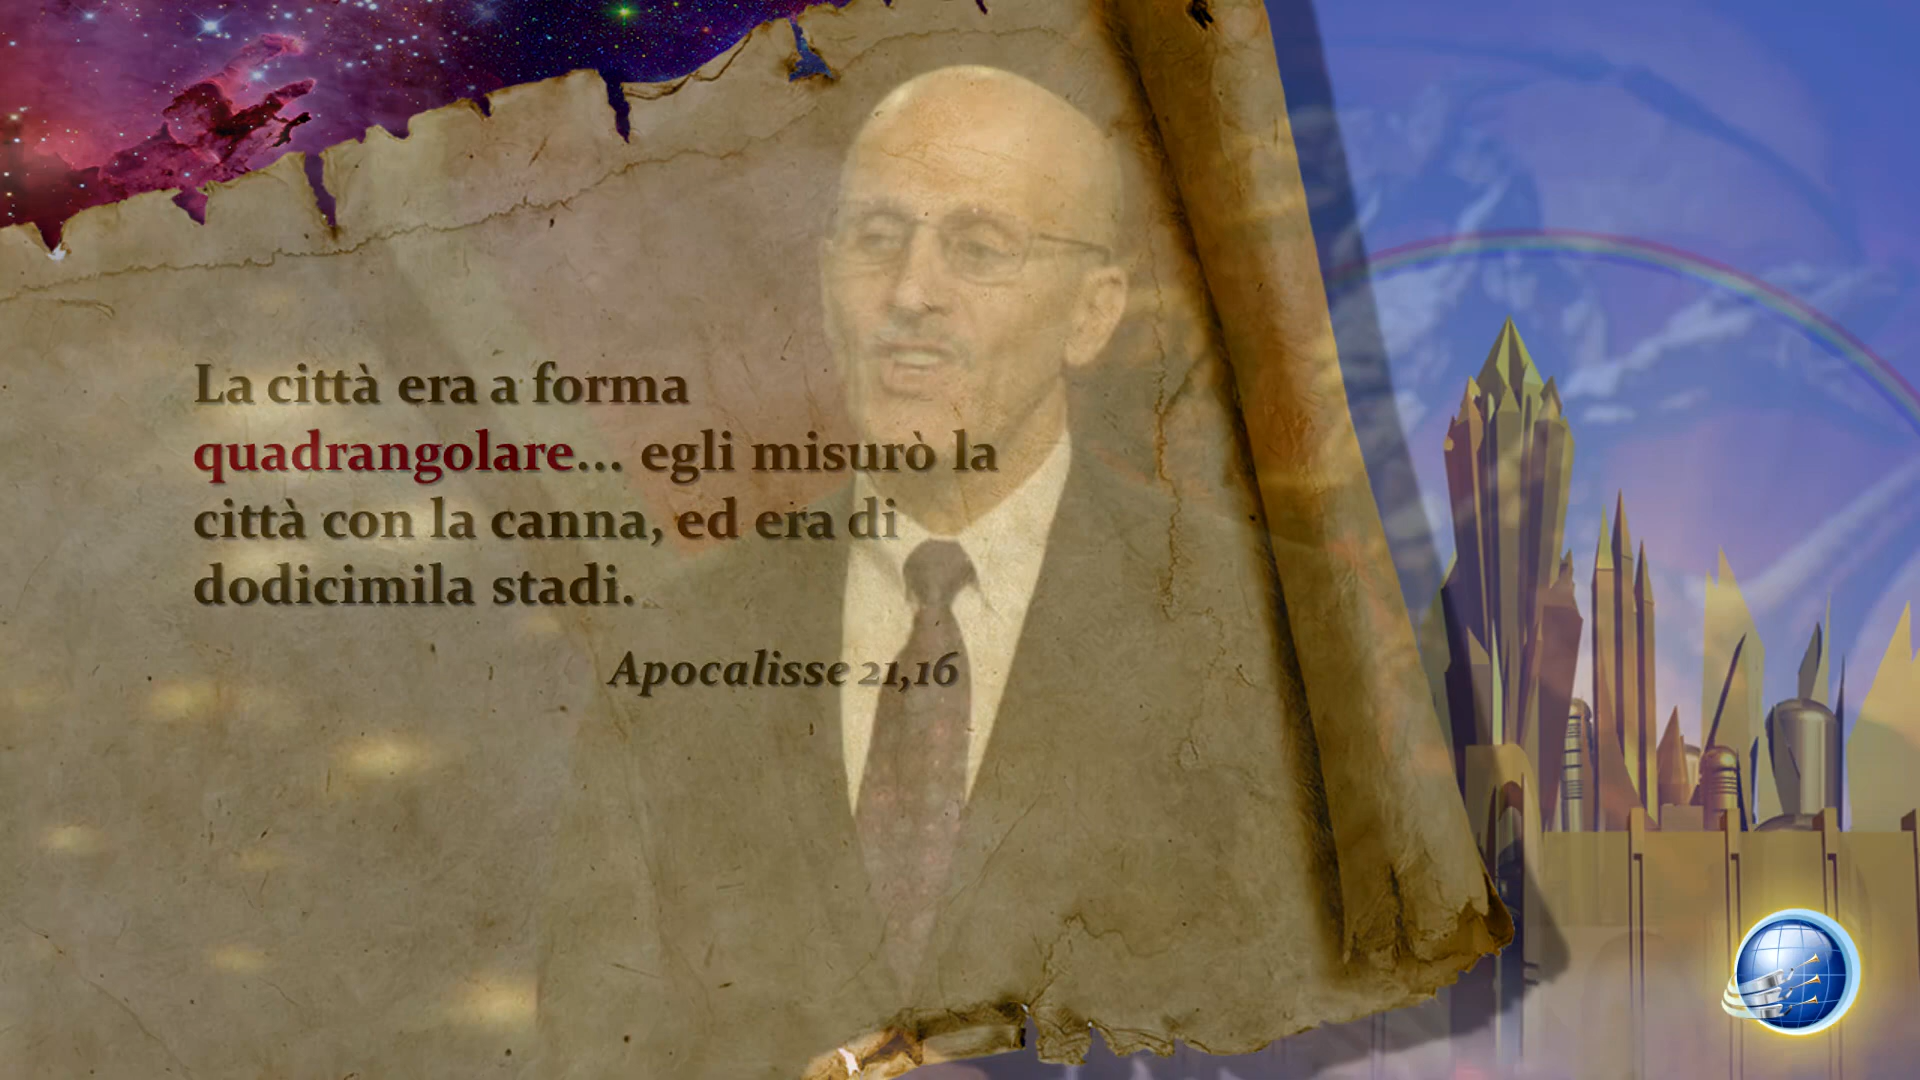 La città era a forma
quadrangolare... egli misurò la
città con la canna, ed era di
dodicimila stadi.
Apocalisse 21,16